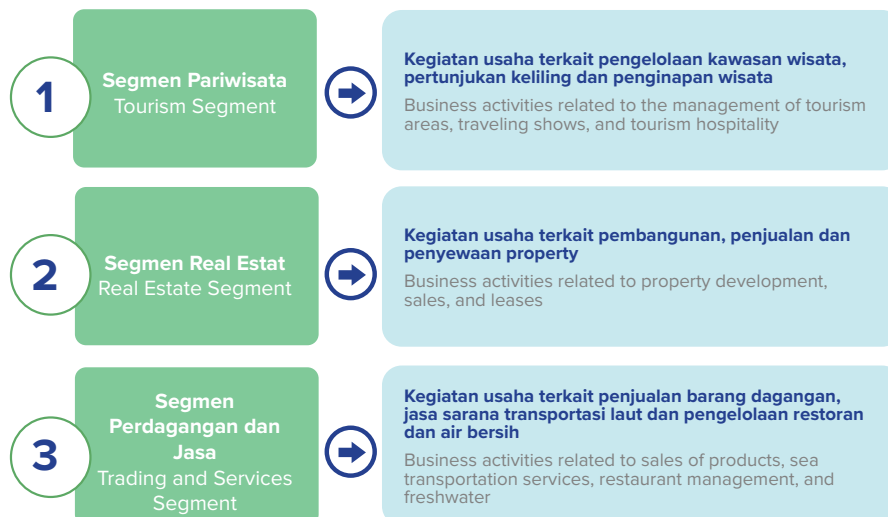 1
Segmen Pariwisata
Tourism Segment
Kegiatan usaha terkait pengelolaan kawasan wisata,
pertunjukan keliling dan penginapan wisata
Business activities related to the management of tourism
areas, traveling shows, and tourism hospitality
2
Segmen Real Estat
Real Estate Segment
Kegiatan usaha terkait pembangunan, penjualan dan
penyewaan property
Business activities related to property development,
sales, and leases
3
Segmen
Perdagangan dan
Jasa
Trading and Services
Segment
Kegiatan usaha terkait penjualan barang dagangan,
jasa sarana transportasi laut dan pengelolaan restoran
dan air bersih
Business activities related to sales of products, sea
transportation services, restaurant management, and
freshwater